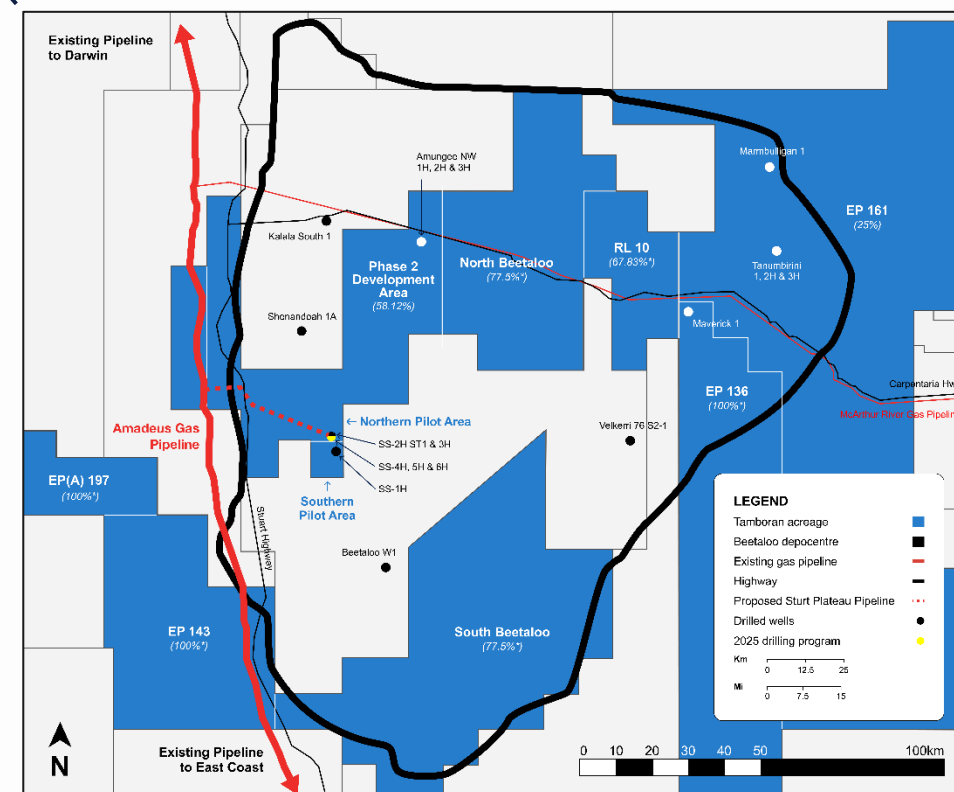 Existing Pipeline
to Darwin
Amungee NW
1H, 2H & 3H
Marmbulligan 1
EP 161
(25%)
Kalala South 1
Phase 2
Development
Area
(58.12%)
North Beetaloo
(77.5%*)
RL 10
(67.83%*)
Tanumbirini
1, 2H & 3H
Shenandoah 1A
Maverick 1
Carpentaria Hw
McArthur River Gas Pipelin
EP 136
(100%*)
Amadeus Gas
Pipeline
Northern Pilot Area
SS-2H ST1 & 3H
SS-4H, 5H & 6H
SS-1H
Southern
Pilot Area
Velkerri 76 S2-1
EP(A) 197
(100%*)
Stuart Highway
Beetaloo W1
EP 143
(100%*)
South Beetaloo
(77.5%*)
LEGEND
Tamboran acreage
Beetaloo depocentre
Existing gas pipeline
Highway
Proposed Sturt Plateau Pipeline
Drilled wells
2025 drilling program
Km
0 12.5 25
Mi
0 7.5 15
N
Existing Pipeline
to East Coast
0 10 20 30 40 50 100km